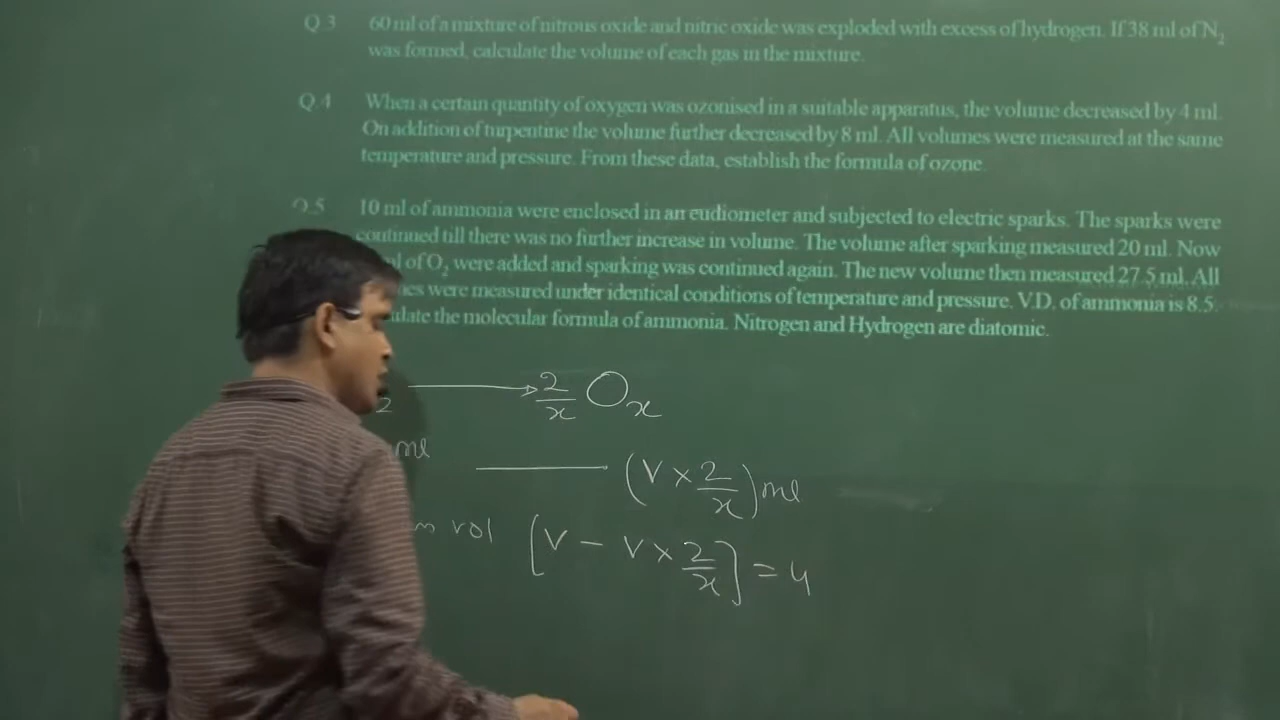 Q.3 60 ml of a mixture of nitrous oxide and nitric oxide was exploded with excess of hydrogen. If 38 ml of N₂
was formed, calculate the volume of each gas in the mixture.
Q.4 When a certain quantity of oxygen was ozonised in a suitable apparatus, the volume decreased by 4 ml.
On addition of turpentine the volume further decreased by 8 ml. All volumes were measured at the same
temperature and pressure. From these data, establish the formula of ozone.
Q.5 10 ml of ammonia were enclosed in an eudiometer and subjected to electric sparks. The sparks were
continued till there was no further increase in volume. The volume after sparking measured 20 ml. Now
of O₂ were added and sparking was continued again. The new volume then measured 27.5 ml. All
were measured under identical conditions of temperature and pressure. V.D. of ammonia is 8.5.
the molecular formula of ammonia. Nitrogen and Hydrogen are diatomic.
2 ⟶ 2/x Oₓ
ml — (V × 2/x) ml
vol [V − V × 2/x] = 4